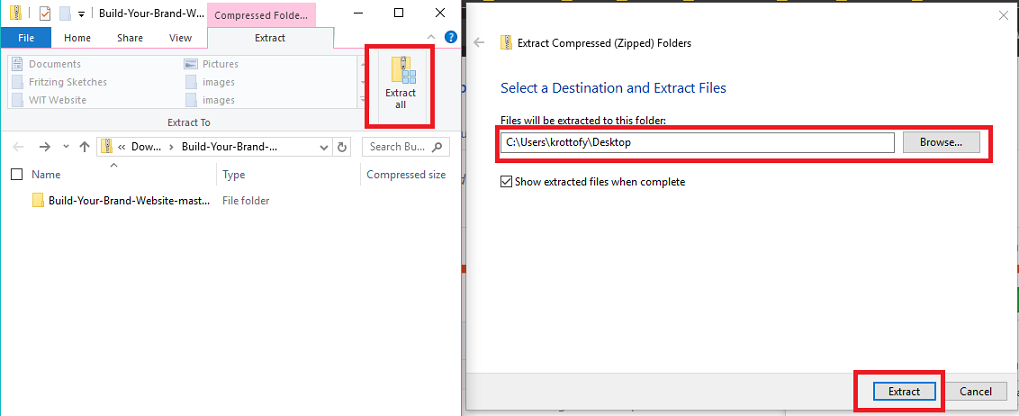 Build-Your-Brand-W... Compressed Folde...
File Home Share View Extract
Documents Pictures
Fritzing Sketches images
WIT Website images
Extract
all
Extract To
« Dow... Build-Your-Brand-... Search Bu...
Name Type Compressed size
Build-Your-Brand-Website-mast... File folder
Extract Compressed (Zipped) Folders
Select a Destination and Extract Files
Files will be extracted to this folder:
C:\Users\krottofy\Desktop Browse...
Show extracted files when complete
Extract Cancel